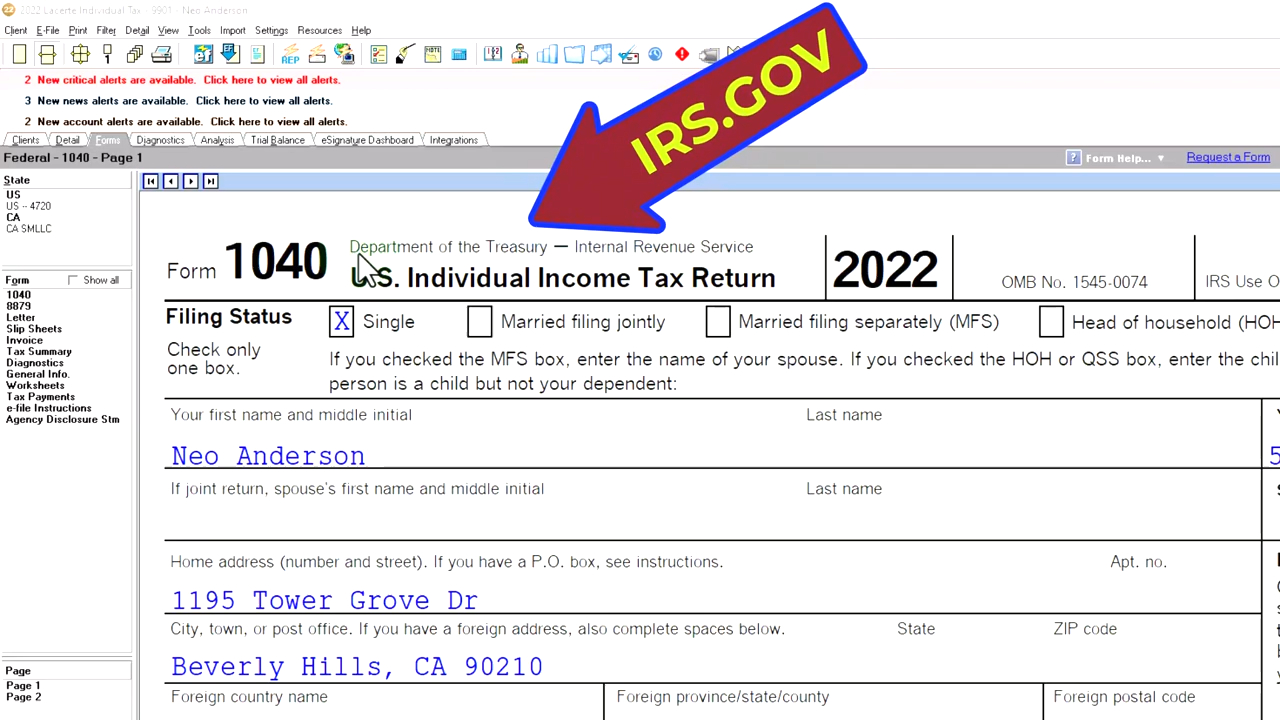 2022 Lacerte Individual Tax - 9901 - Neo Anderson
Client E-File Print Filter Detail View Tools Import Settings Resources Help
2 New critical alerts are available. Click here to view all alerts.
3 New news alerts are available. Click here to view all alerts.
2 New account alerts are available. Click here to view all alerts.
IRS.GOV
Clients Detail Forms Diagnostics Analysis Trial Balance eSignature Dashboard Integrations
Federal - 1040 - Page 1
? Form Help... Request a Form
State
US
US -- 4720
CA
CA SMLLC
Form Show all
1040
8879
Letter
Slip Sheets
Invoice
Tax Summary
Diagnostics
General Info.
Worksheets
Tax Payments
e-file Instructions
Agency Disclosure Stm
Page
Page 1
Page 2
Form 1040
Department of the Treasury — Internal Revenue Service
U.S. Individual Income Tax Return
2022
OMB No. 1545-0074
IRS Use O
Filing Status
Check only
one box.
X Single Married filing jointly Married filing separately (MFS) Head of household (HOH
If you checked the MFS box, enter the name of your spouse. If you checked the HOH or QSS box, enter the chil
person is a child but not your dependent:
Your first name and middle initial Last name
Neo Anderson 5
If joint return, spouse's first name and middle initial Last name
Home address (number and street). If you have a P.O. box, see instructions. Apt. no.
1195 Tower Grove Dr
City, town, or post office. If you have a foreign address, also complete spaces below. State ZIP code
Beverly Hills, CA 90210
Foreign country name Foreign province/state/county Foreign postal code